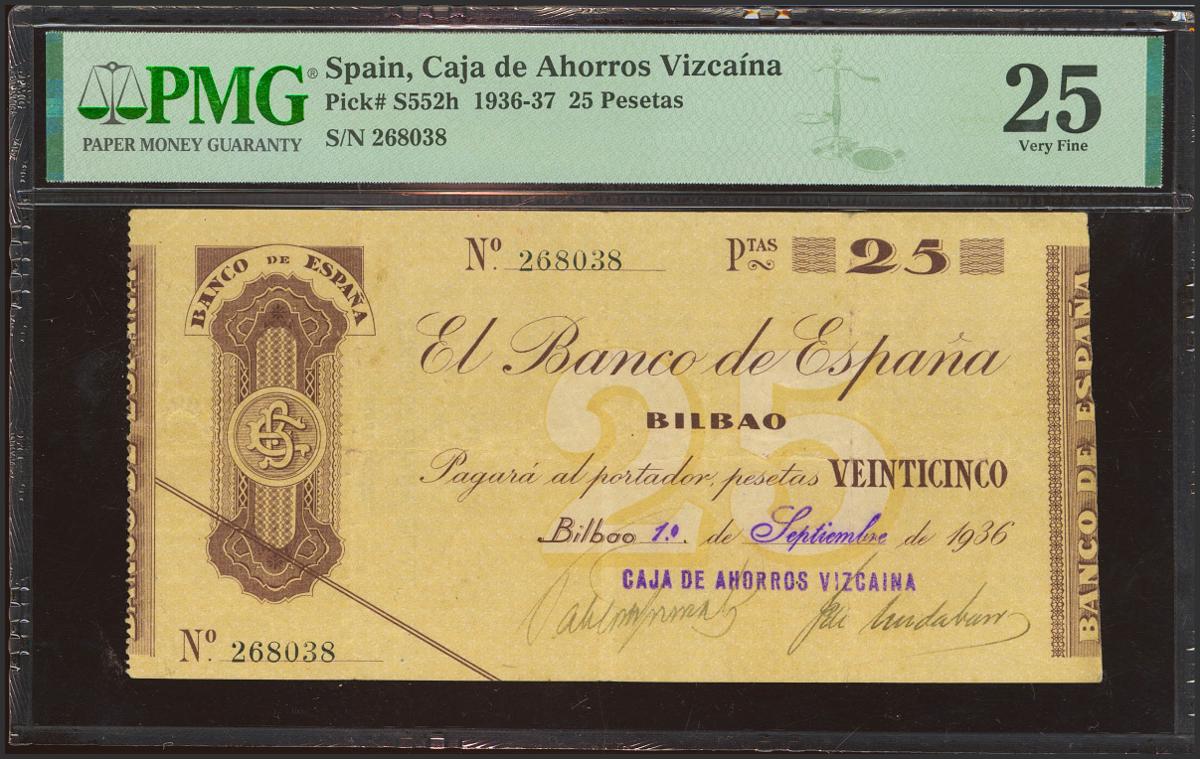 PMG®
PAPER MONEY GUARANTY
Spain, Caja de Ahorros Vizcaína
Pick# S552h 1936-37 25 Pesetas
S/N 268038
25
Very Fine
BANCO DE ESPAÑA
Nº. 268038
PTAS 25
El Banco de España
25
BILBAO
Pagará al portador, pesetas VEINTICINCO
Bilbao 1º. de Septiembre de 1936
CAJA DE AHORROS VIZCAINA
Nº. 268038
BANCO DE ESPAÑA